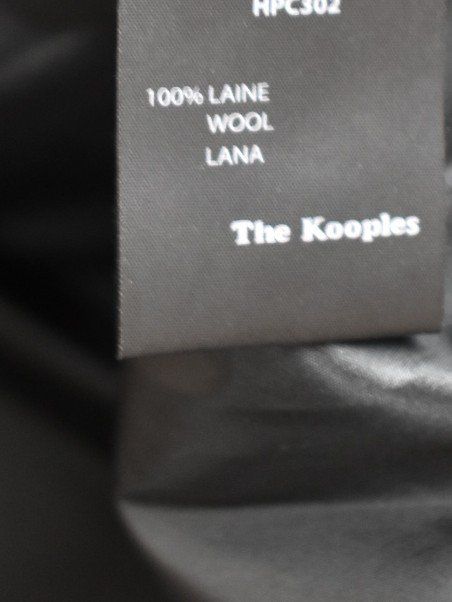 HPC302
100% LAINE
WOOL
LANA
The Kooples